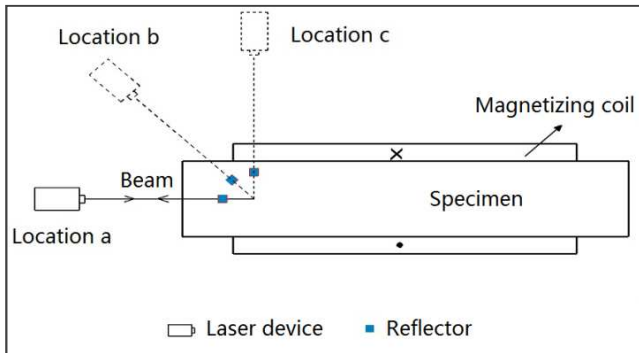 Location b
Location c
Magnetizing coil
Beam
Specimen
Location a
Laser device
Reflector